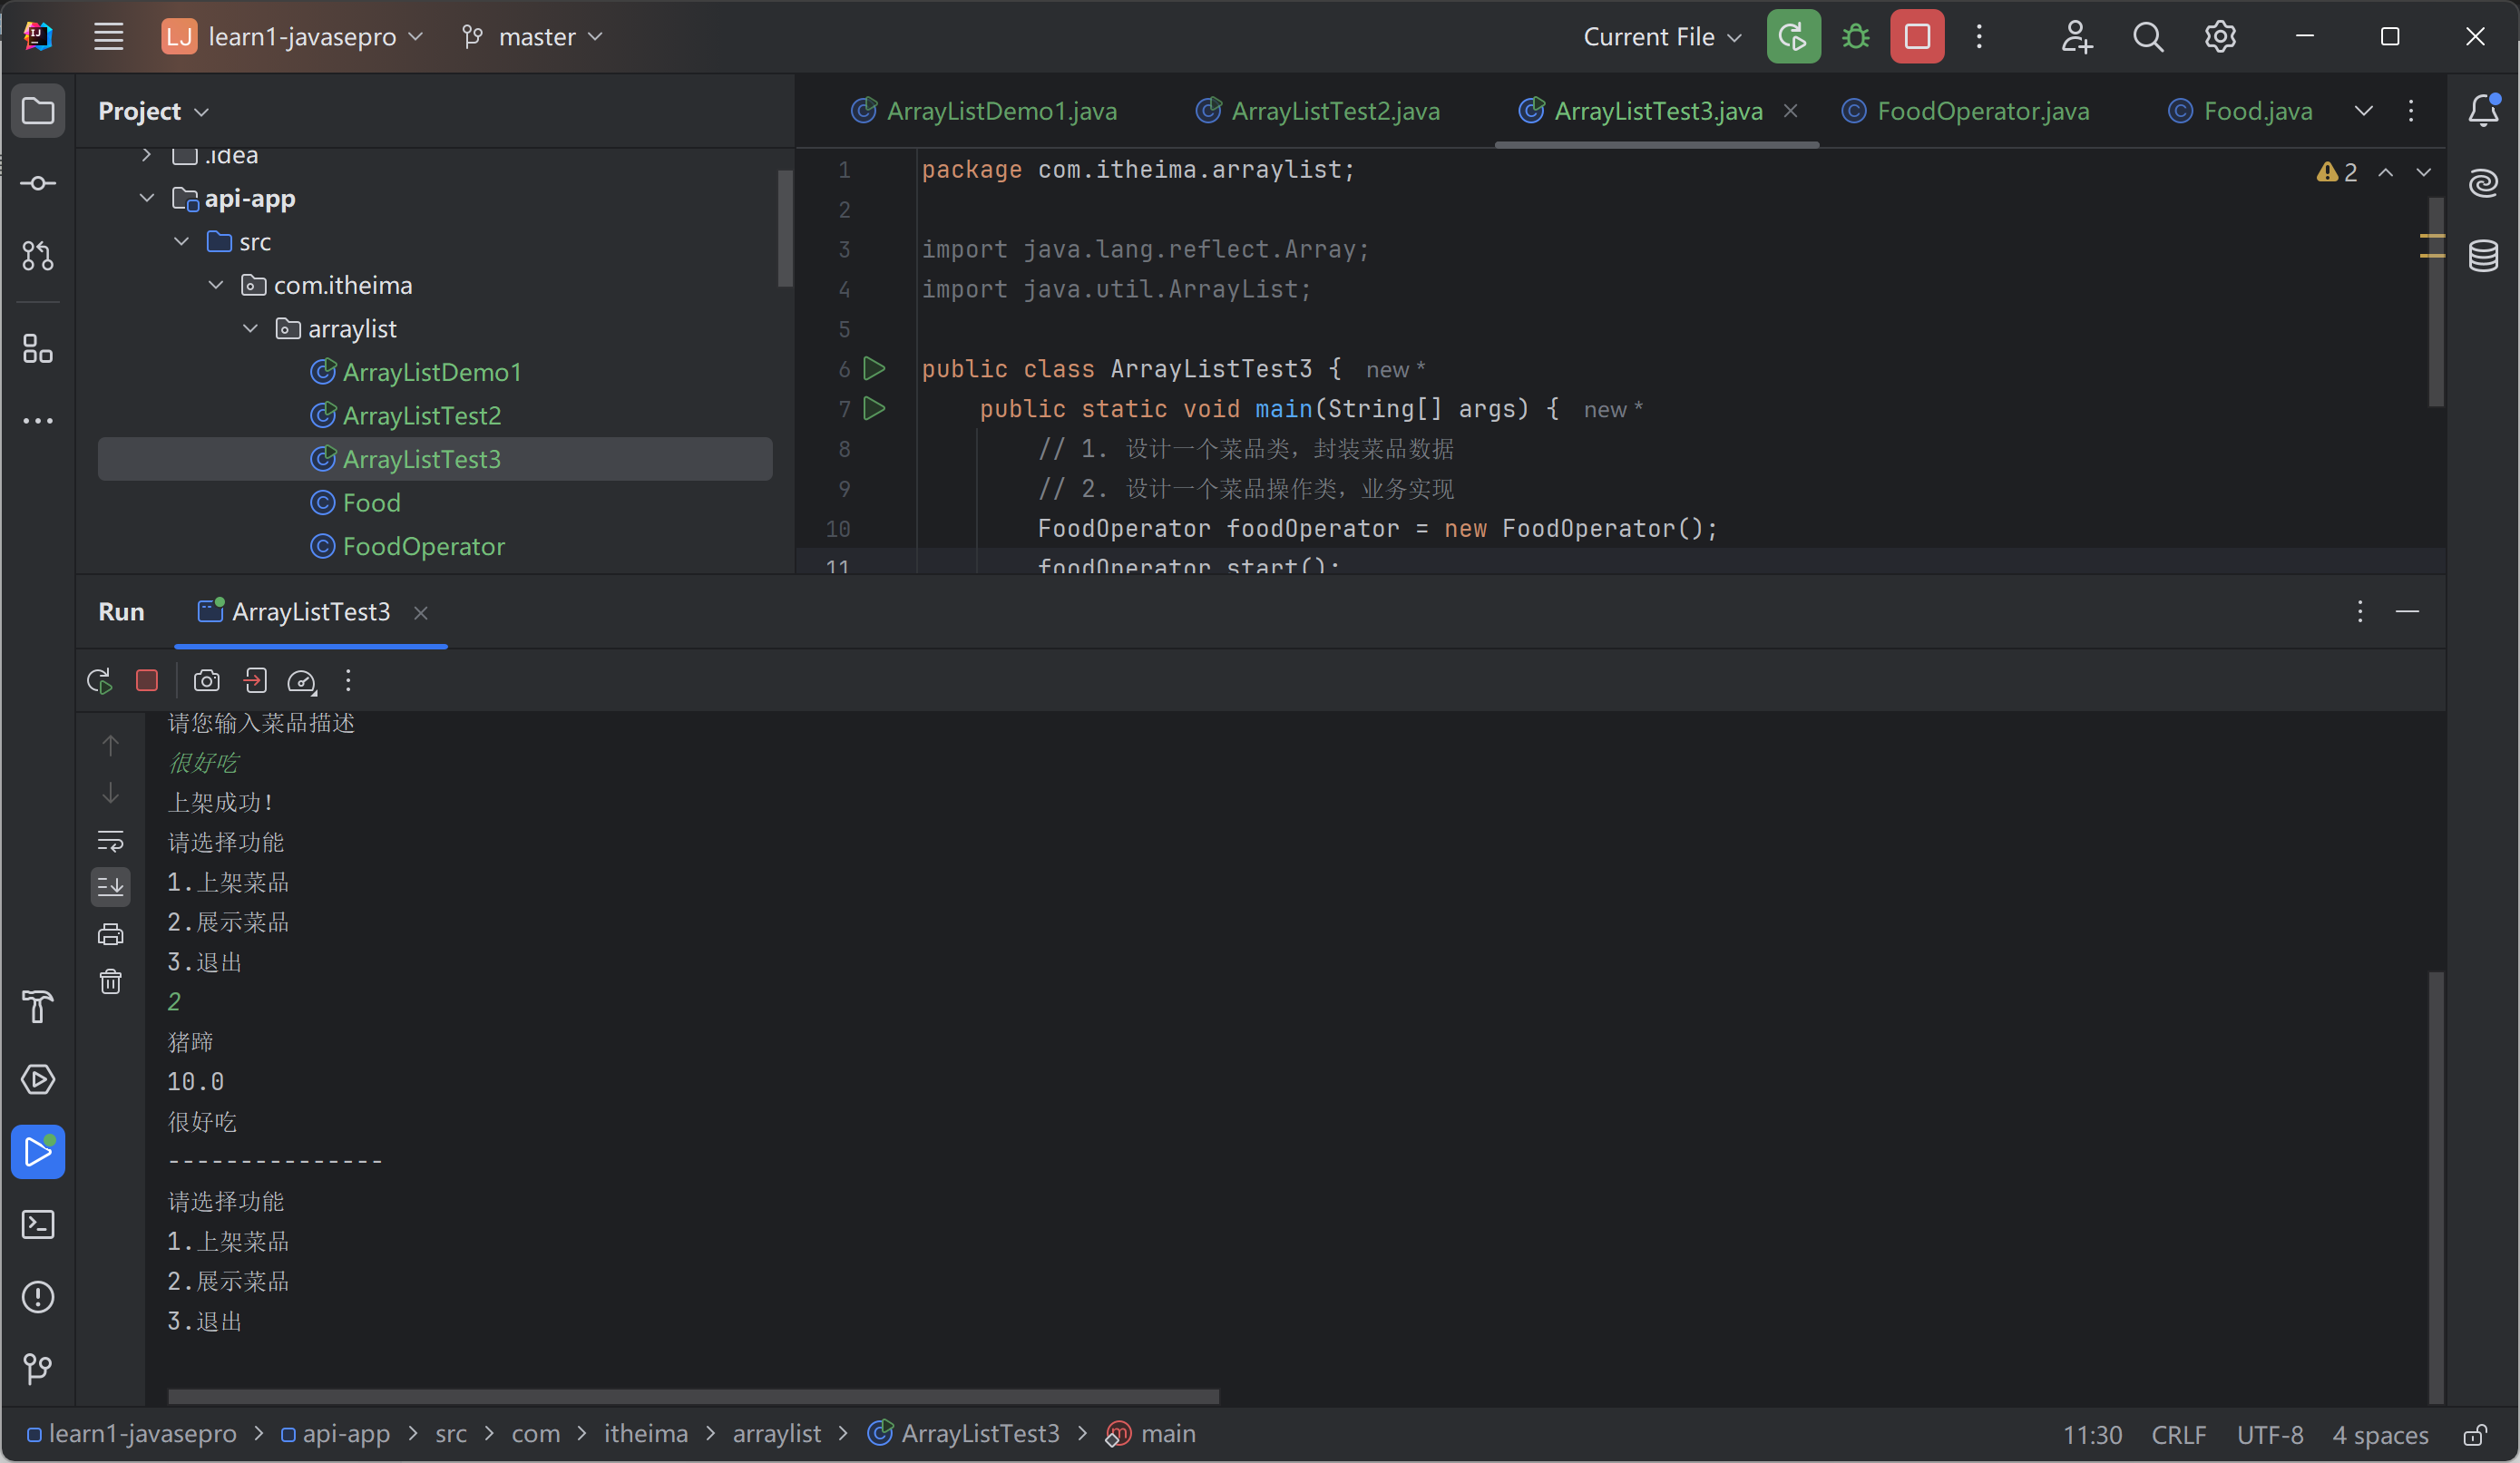 LJ learn1-javasepro master Current File
Project
.idea
api-app
src
com.itheima
arraylist
ArrayListDemo1
ArrayListTest2
ArrayListTest3
Food
FoodOperator
ArrayListDemo1.java ArrayListTest2.java ArrayListTest3.java FoodOperator.java Food.java
2
1 package com.itheima.arraylist;
2
3 import java.lang.reflect.Array;
4 import java.util.ArrayList;
5
6 public class ArrayListTest3 { new *
7 public static void main(String[] args) { new *
8 // 1. 设计一个菜品类，封装菜品数据
9 // 2. 设计一个菜品操作类，业务实现
10 FoodOperator foodOperator = new FoodOperator();
11 foodOperator.start();
Run ArrayListTest3
请您输入菜品描述
很好吃
上架成功！
请选择功能
1.上架菜品
2.展示菜品
3.退出
2
猪蹄
10.0
很好吃
---------------
请选择功能
1.上架菜品
2.展示菜品
3.退出
learn1-javasepro > api-app > src > com > itheima > arraylist > ArrayListTest3 > main 11:30 CRLF UTF-8 4 spaces